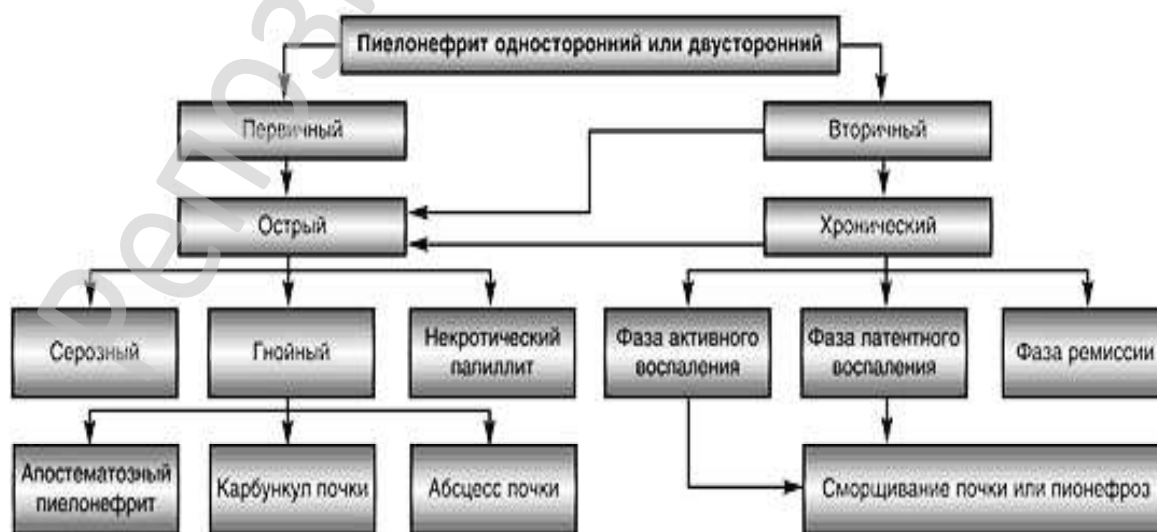 Пиелонефрит односторонний или двусторонний
Первичный
Вторичный
Острый
Хронический
Серозный
Гнойный
Некротический
папиллит
Фаза активного
воспаления
Фаза латентного
воспаления
Фаза ремиссии
Апостематозный
пиелонефрит
Карбункул почки
Абсцесс почки
Сморщивание почки или пионефроз